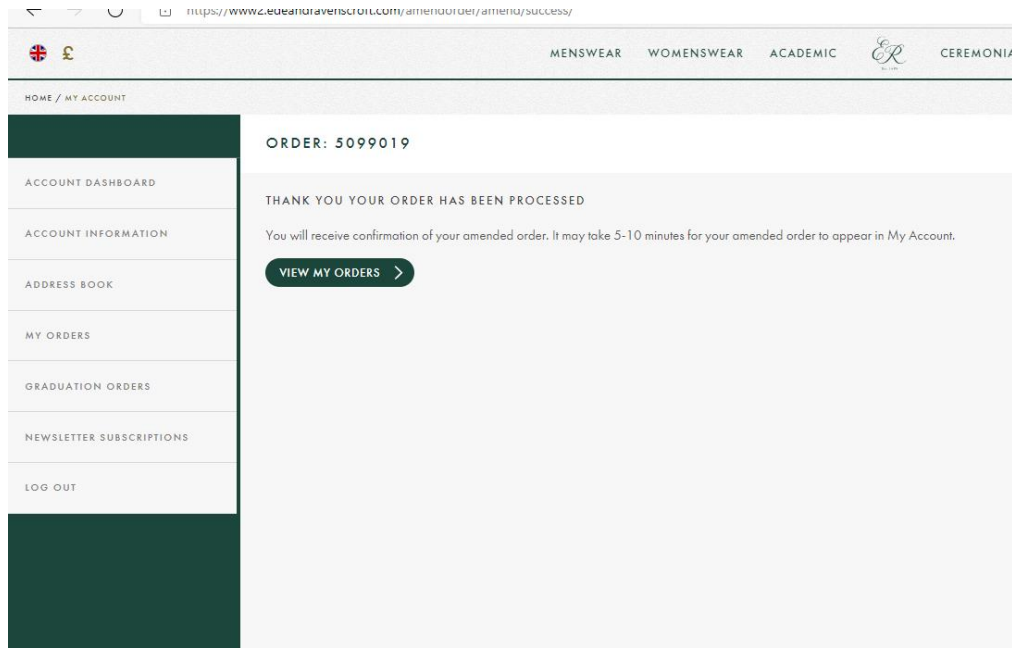 https://www2.edeandravenscroft.com/amendorder/amend/success/
£
MENSWEAR WOMENSWEAR ACADEMIC ER CEREMONIA
HOME / MY ACCOUNT
ORDER: 5099019
ACCOUNT DASHBOARD
THANK YOU YOUR ORDER HAS BEEN PROCESSED
ACCOUNT INFORMATION
You will receive confirmation of your amended order. It may take 5-10 minutes for your amended order to appear in My Account.
VIEW MY ORDERS
ADDRESS BOOK
MY ORDERS
GRADUATION ORDERS
NEWSLETTER SUBSCRIPTIONS
LOG OUT